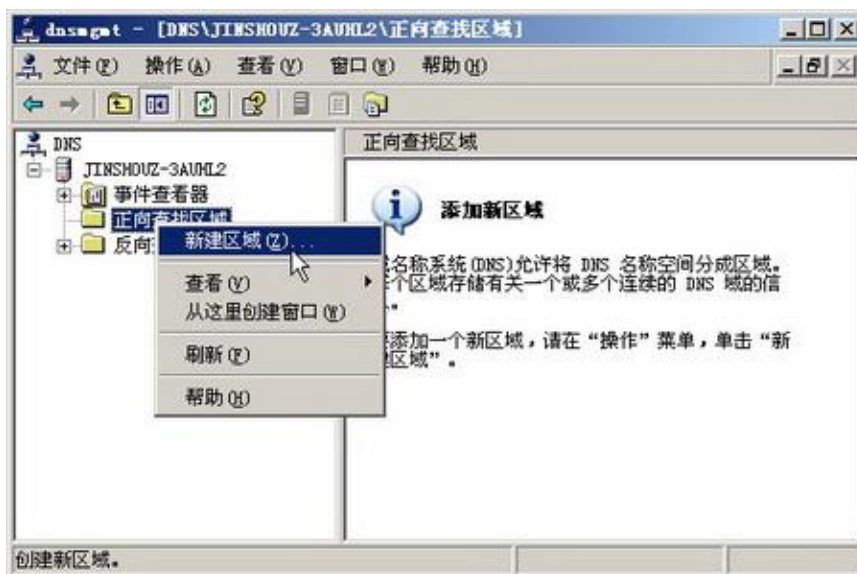 dnsmgmt - [DNS\JINSHOUZ-3AUHL2\正向查找区域]
文件(F) 操作(A) 查看(V) 窗口(W) 帮助(H)
DNS
JINSHOUZ-3AUHL2
事件查看器
正向查找区域
反向
新建区域(Z)...
查看(V)
从这里创建窗口(W)
刷新(F)
帮助(H)
正向查找区域
添加新区域
名称系统(DNS)允许将 DNS 名称空间分成区域。
个区域存储有关一个或多个连续的 DNS 域的信
。
添加一个新区域，请在“操作”菜单，单击“新
区域”。
创建新区域。